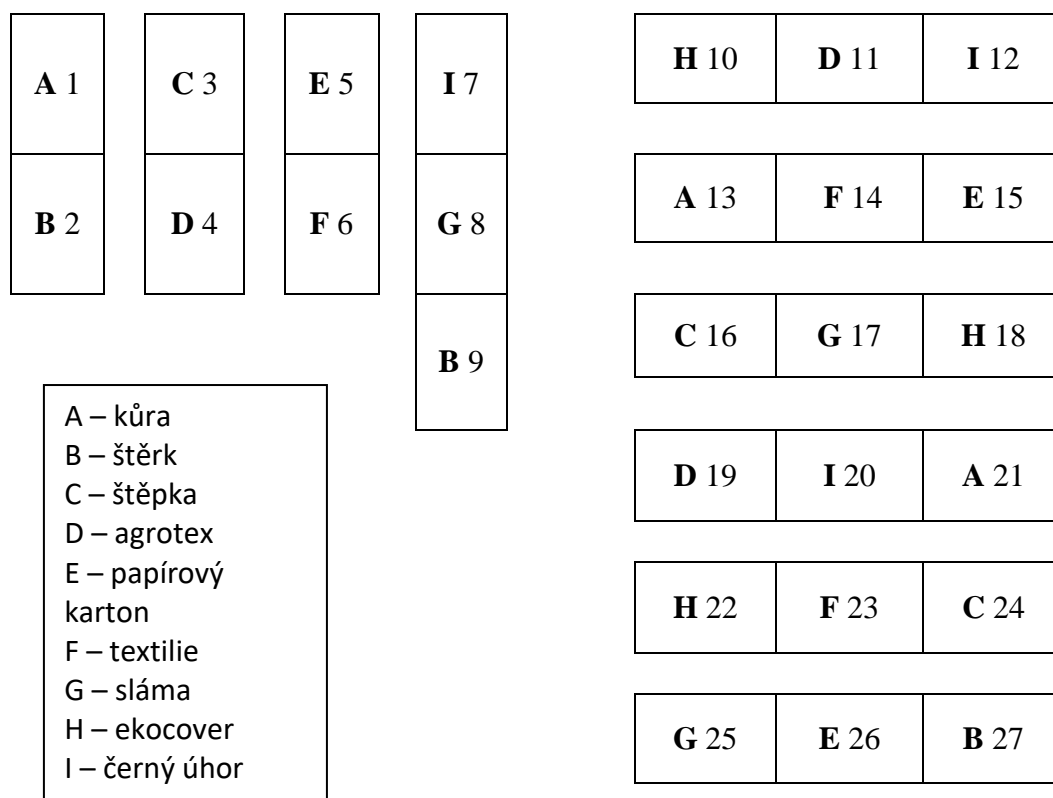 A 1
B 2
C 3
D 4
E 5
F 6
I 7
G 8
B 9
H 10 D 11 I 12
A 13 F 14 E 15
C 16 G 17 H 18
D 19 I 20 A 21
H 22 F 23 C 24
G 25 E 26 B 27
A – kůra
B – štěrk
C – štěpka
D – agrotex
E – papírový
karton
F – textilie
G – sláma
H – ekocover
I – černý úhor